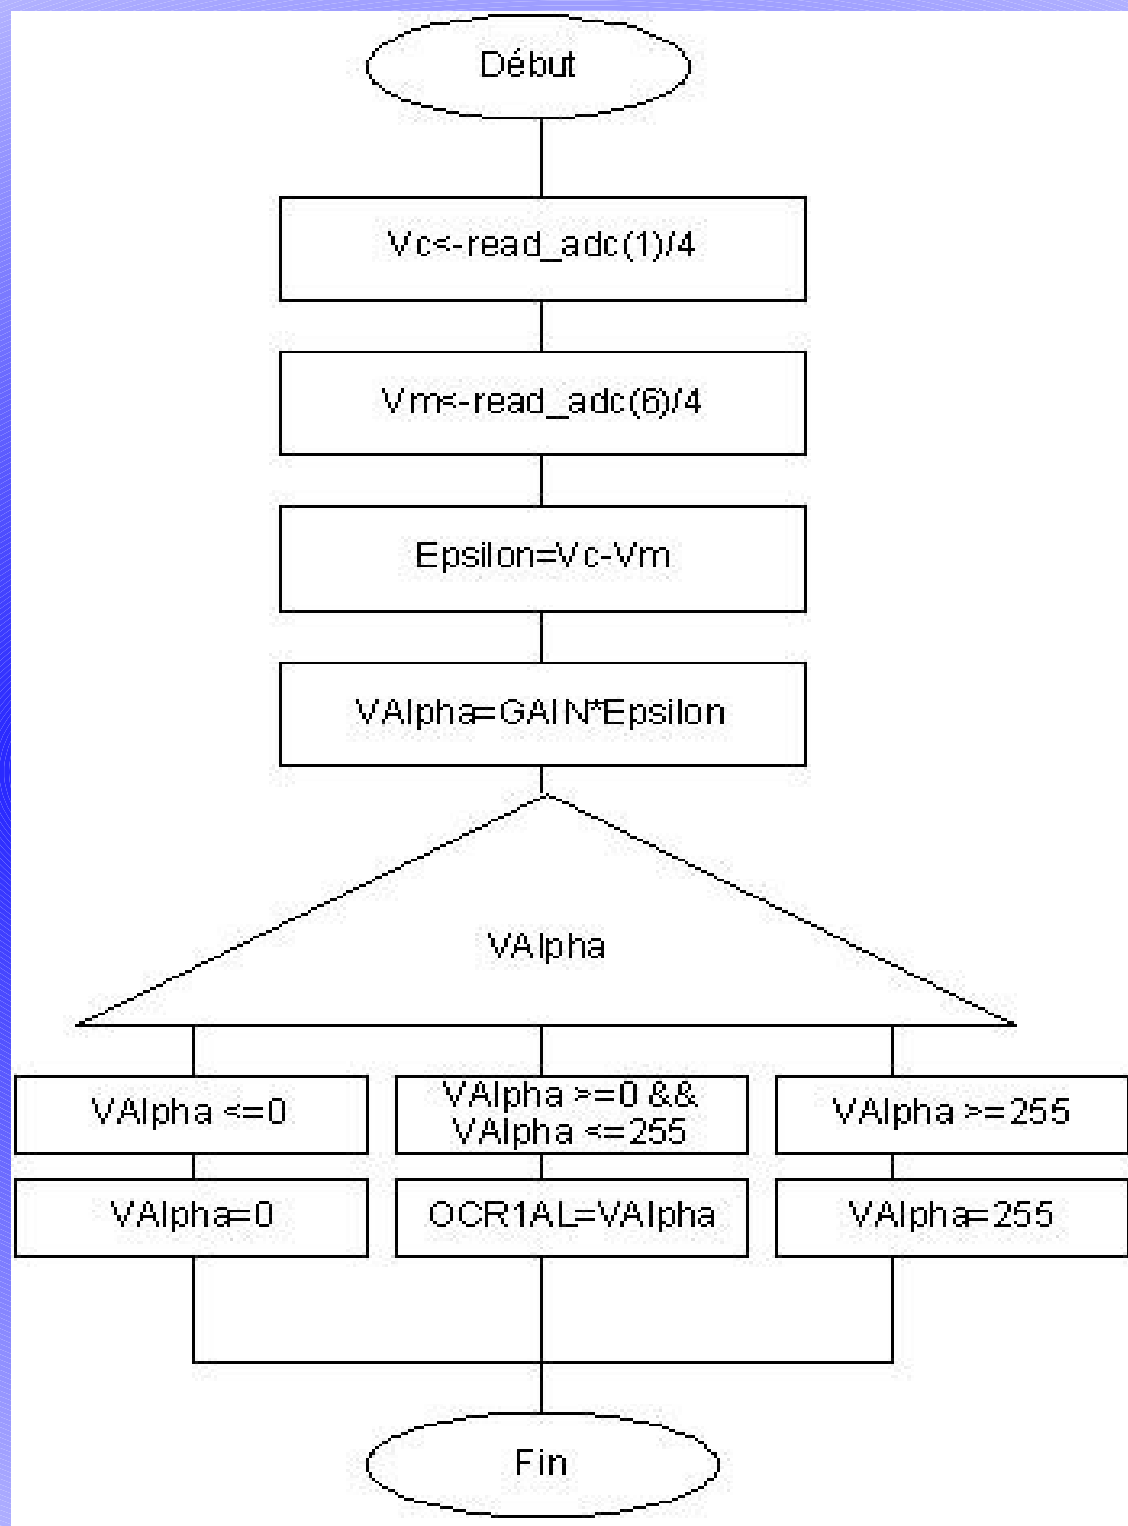 Début
Vc<-read_adc(1)/4
Vm<-read_adc(6)/4
Epsilon=Vc-Vm
VAlpha=GAIN*Epsilon
VAlpha
VAlpha <=0
VAlpha >=0 &&
VAlpha <=255
VAlpha >=255
VAlpha=0
OCR1AL=VAlpha
VAlpha=255
Fin